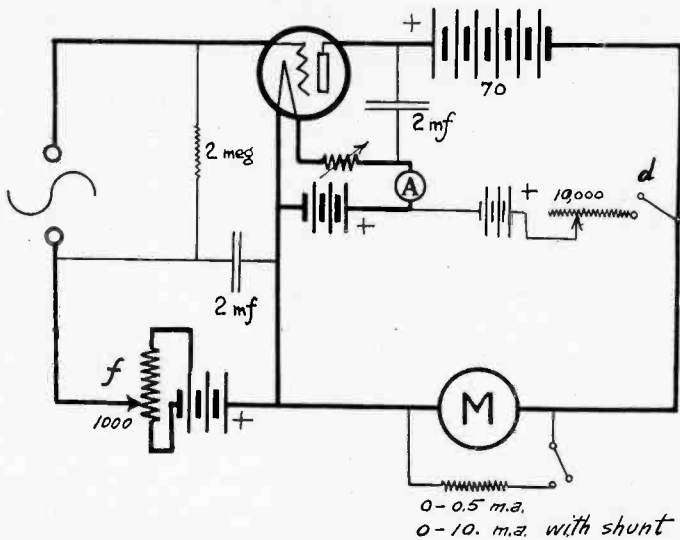 +
70
2 mf
2 meg
A
+
+
10,000
d
2 mf
f
1000
+
M
0-0.5 m.a.
0-10. m.a. with shunt